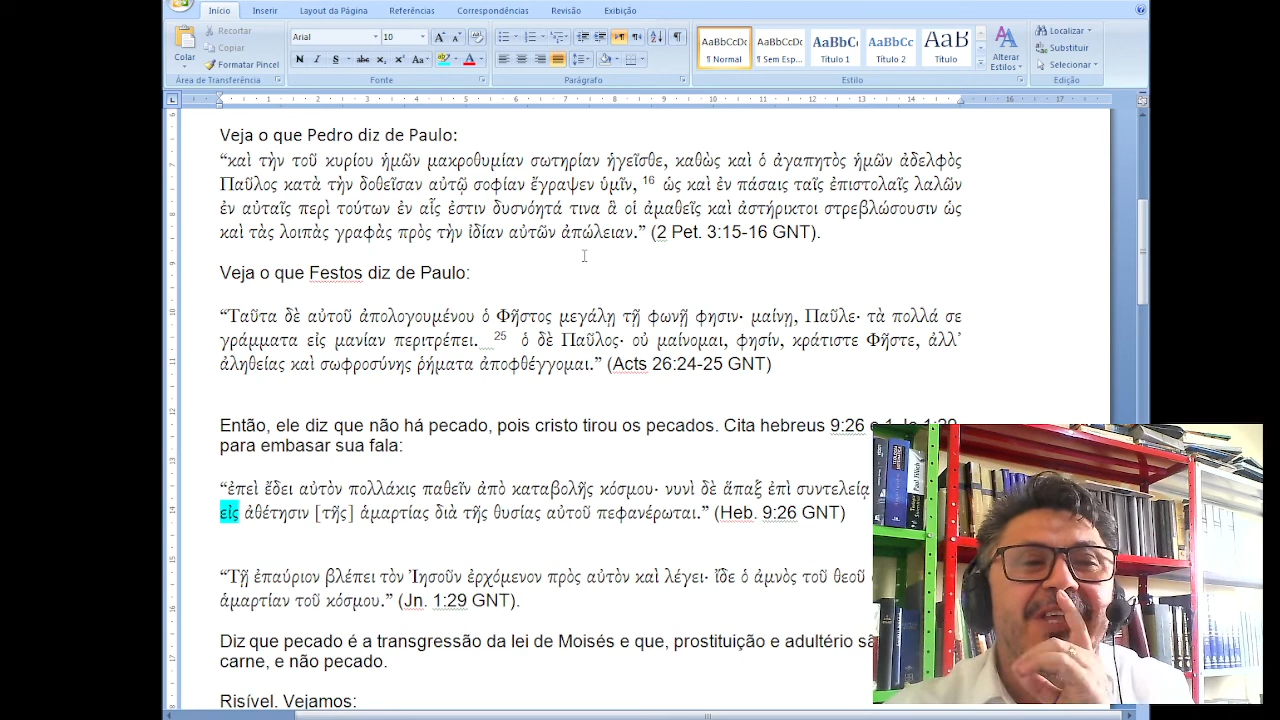 Início Inserir Layout da Página Referências Correspondências Revisão Exibição
Colar
Recortar
Copiar
Formatar Pincel
Área de Transferência
Arial 10
N I S abc x₂ x² Aa
Fonte
Parágrafo
AaBbCcDc AaBbCcDc AaBbC AaBbCc AaB
¶ Normal ¶ Sem Esp... Título 1 Título 2 Título
Alterar Estilos
Estilo
Localizar
Substituir
Selecionar
Edição
Veja o que Pedro diz de Paulo:
“καὶ τὴν τοῦ κυρίου ἡμῶν μακροθυμίαν σωτηρίαν ἡγεῖσθε, καθὼς καὶ ὁ ἀγαπητὸς ἡμῶν ἀδελφὸς
Παῦλος κατὰ τὴν δοθεῖσαν αὐτῷ σοφίαν ἔγραψεν ὑμῖν, 16 ὡς καὶ ἐν πάσαις ταῖς ἐπιστολαῖς λαλῶν
ἐν αὐταῖς περὶ τούτων ἐν αἷς ἐστιν δυσνόητά τινα ἃ οἱ ἀμαθεῖς καὶ ἀστήρικτοι στρεβλώσουσιν ὡς
καὶ τὰς λοιπὰς γραφὰς πρὸς τὴν ἰδίαν αὐτῶν ἀπώλειαν.” (2 Pet. 3:15-16 GNT).
Veja o que Festos diz de Paulo:
“Ταῦτα δὲ αὐτοῦ ἀπολογουμένου ὁ Φῆστος μεγάλῃ τῇ φωνῇ φησιν· μαίνῃ, Παῦλε· τὰ πολλά σε
γράμματα εἰς μανίαν περιτρέπει. 25 ὁ δὲ Παῦλος· οὐ μαίνομαι, φησίν, κράτιστε Φῆστε, ἀλλ’
ἀληθείας καὶ σωφροσύνης ῥήματα ἀποφθέγγομαι.” (Acts 26:24-25 GNT)
Então, ele diz que não há pecado, pois cristo tirou os pecados. Cita hebreus 9:26
para embasar sua fala:
“ἐπεὶ ἔδει αὐτὸν πολλάκις παθεῖν ἀπὸ καταβολῆς κόσμου· νυνὶ δὲ ἅπαξ ἐπὶ συντελείᾳ
εἰς ἀθέτησιν [τῆς] ἁμαρτίας διὰ τῆς θυσίας αὐτοῦ πεφανέρωται.” (Heb. 9:26 GNT)
“Τῇ ἐπαύριον βλέπει τὸν Ἰησοῦν ἐρχόμενον πρὸς αὐτὸν καὶ λέγει· ἴδε ὁ ἀμνὸς τοῦ θεοῦ
ἁμαρτίαν τοῦ κόσμου.” (Jn. 1:29 GNT).
Diz que pecado é a transgressão da lei de Moisés e que, prostituição e adultério
carne, e não pecado.
Risível. Vejamos: